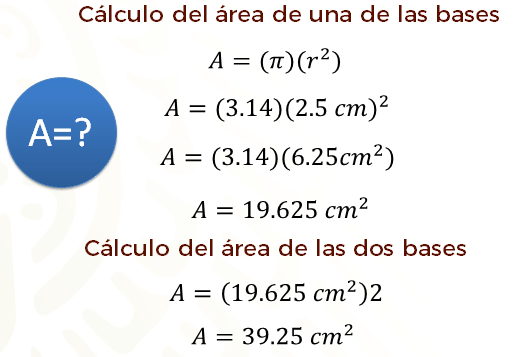 Cálculo del área de una de las bases
A = (π)(r²)
A = (3.14)(2.5 cm)²
A=?
A = (3.14)(6.25cm²)
A = 19.625 cm²
Cálculo del área de las dos bases
A = (19.625 cm²)2
A = 39.25 cm²